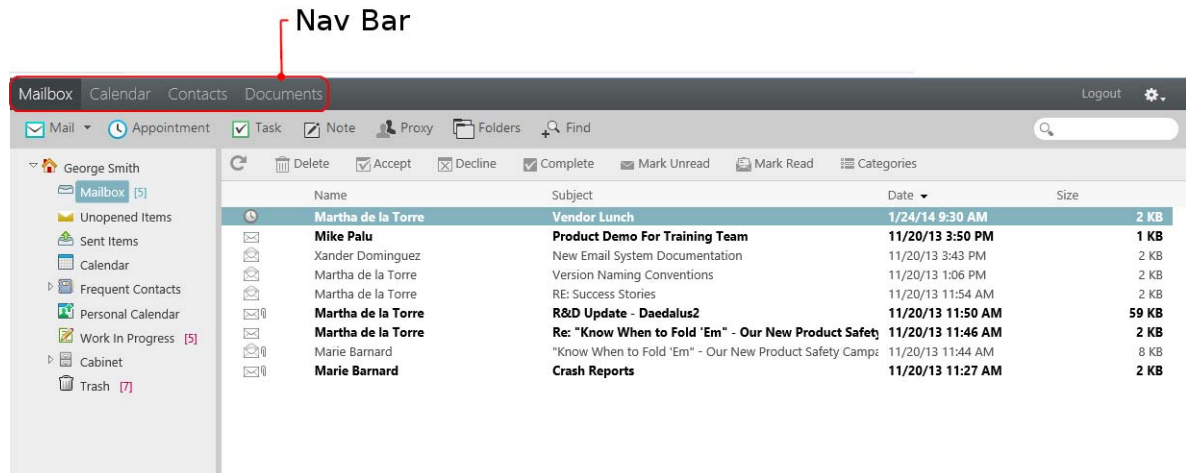 Nav Bar
Mailbox Calendar Contacts Documents Logout
Mail Appointment Task Note Proxy Folders Find
George Smith
Mailbox [5]
Unopened Items
Sent Items
Calendar
Frequent Contacts
Personal Calendar
Work In Progress [5]
Cabinet
Trash [7]
Delete Accept Decline Complete Mark Unread Mark Read Categories
Name Subject Date Size
Martha de la Torre Vendor Lunch 1/24/14 9:30 AM 2 KB
Mike Palu Product Demo For Training Team 11/20/13 3:50 PM 1 KB
Xander Dominguez New Email System Documentation 11/20/13 3:43 PM 2 KB
Martha de la Torre Version Naming Conventions 11/20/13 1:06 PM 2 KB
Martha de la Torre RE: Success Stories 11/20/13 11:54 AM 2 KB
Martha de la Torre R&D Update - Daedalus2 11/20/13 11:50 AM 59 KB
Martha de la Torre Re: "Know When to Fold 'Em" - Our New Product Safety 11/20/13 11:46 AM 2 KB
Marie Barnard "Know When to Fold 'Em" - Our New Product Safety Campa 11/20/13 11:44 AM 8 KB
Marie Barnard Crash Reports 11/20/13 11:27 AM 2 KB